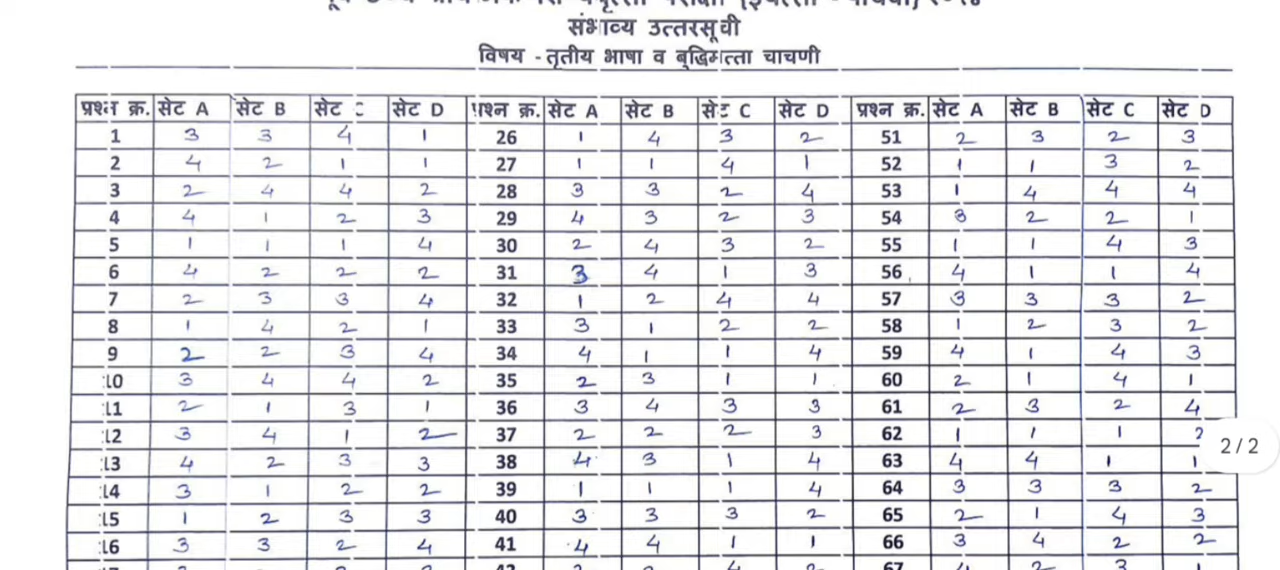 संभाव्य उत्तरसूची
विषय - तृतीय भाषा व बुद्धिमत्ता चाचणी
प्रश्न क्र. सेट A सेट B सेट C सेट D प्रश्न क्र. सेट A सेट B सेट C सेट D प्रश्न क्र. सेट A सेट B सेट C सेट D
1 3 3 4 1 26 1 4 3 2 51 2 3 2 3
2 4 2 1 1 27 1 1 4 1 52 1 1 3 2
3 2 4 4 2 28 3 3 2 4 53 1 4 4 4
4 4 1 2 3 29 4 3 2 3 54 3 2 2 1
5 1 1 1 4 30 2 4 3 2 55 1 1 4 3
6 4 2 2 2 31 3 4 1 3 56 4 1 1 4
7 2 3 3 4 32 1 2 4 4 57 3 3 3 2
8 1 4 2 1 33 3 1 2 2 58 1 2 3 2
9 2 2 3 4 34 4 1 1 4 59 4 1 4 3
10 3 4 4 2 35 2 3 1 1 60 2 1 4 1
11 2 1 3 1 36 3 4 3 3 61 2 3 2 4
12 3 4 1 2 37 2 2 2 3 62 1 1 1 2
13 4 2 3 3 38 4 3 1 4 63 4 4 1 1
14 3 1 2 2 39 1 1 1 4 64 3 3 3 2
15 1 2 3 3 40 3 3 3 2 65 2 1 4 3
16 3 3 2 4 41 4 4 1 1 66 3 4 2 2
2 / 2